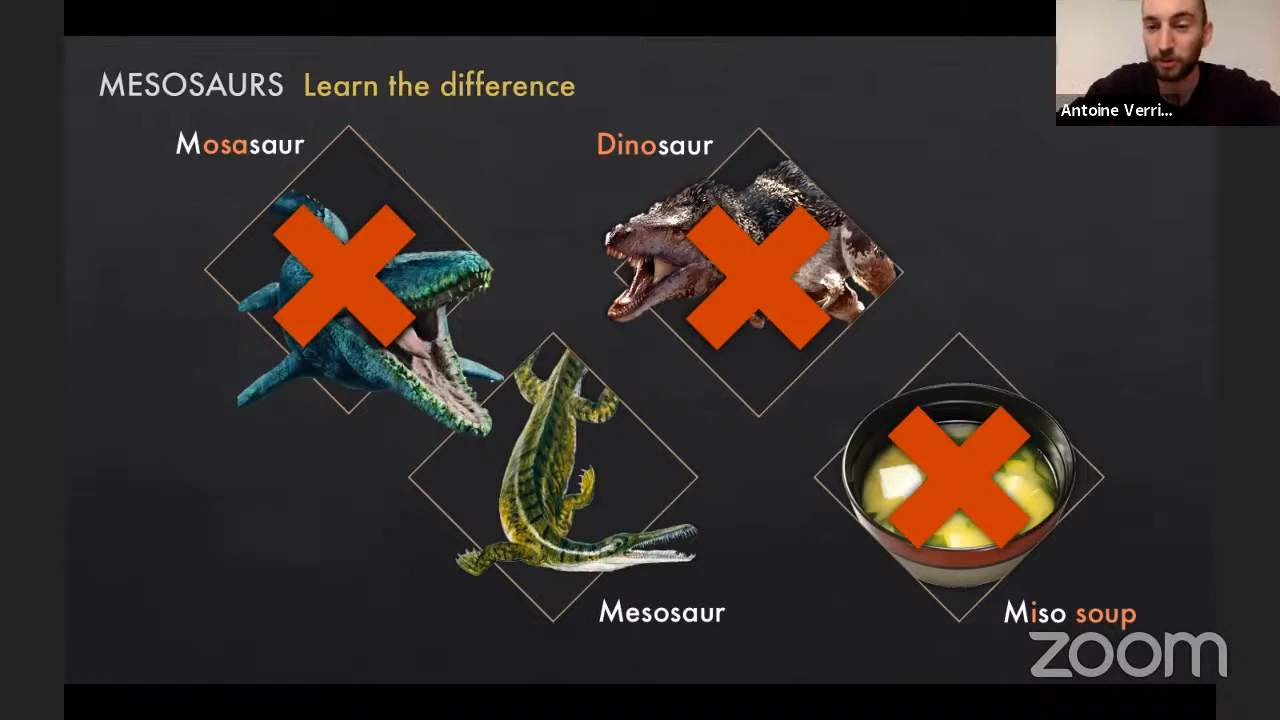 MESOSAURS Learn the difference
Antoine Verri...
Mosasaur
Dinosaur
Mesosaur
Miso soup
zoom